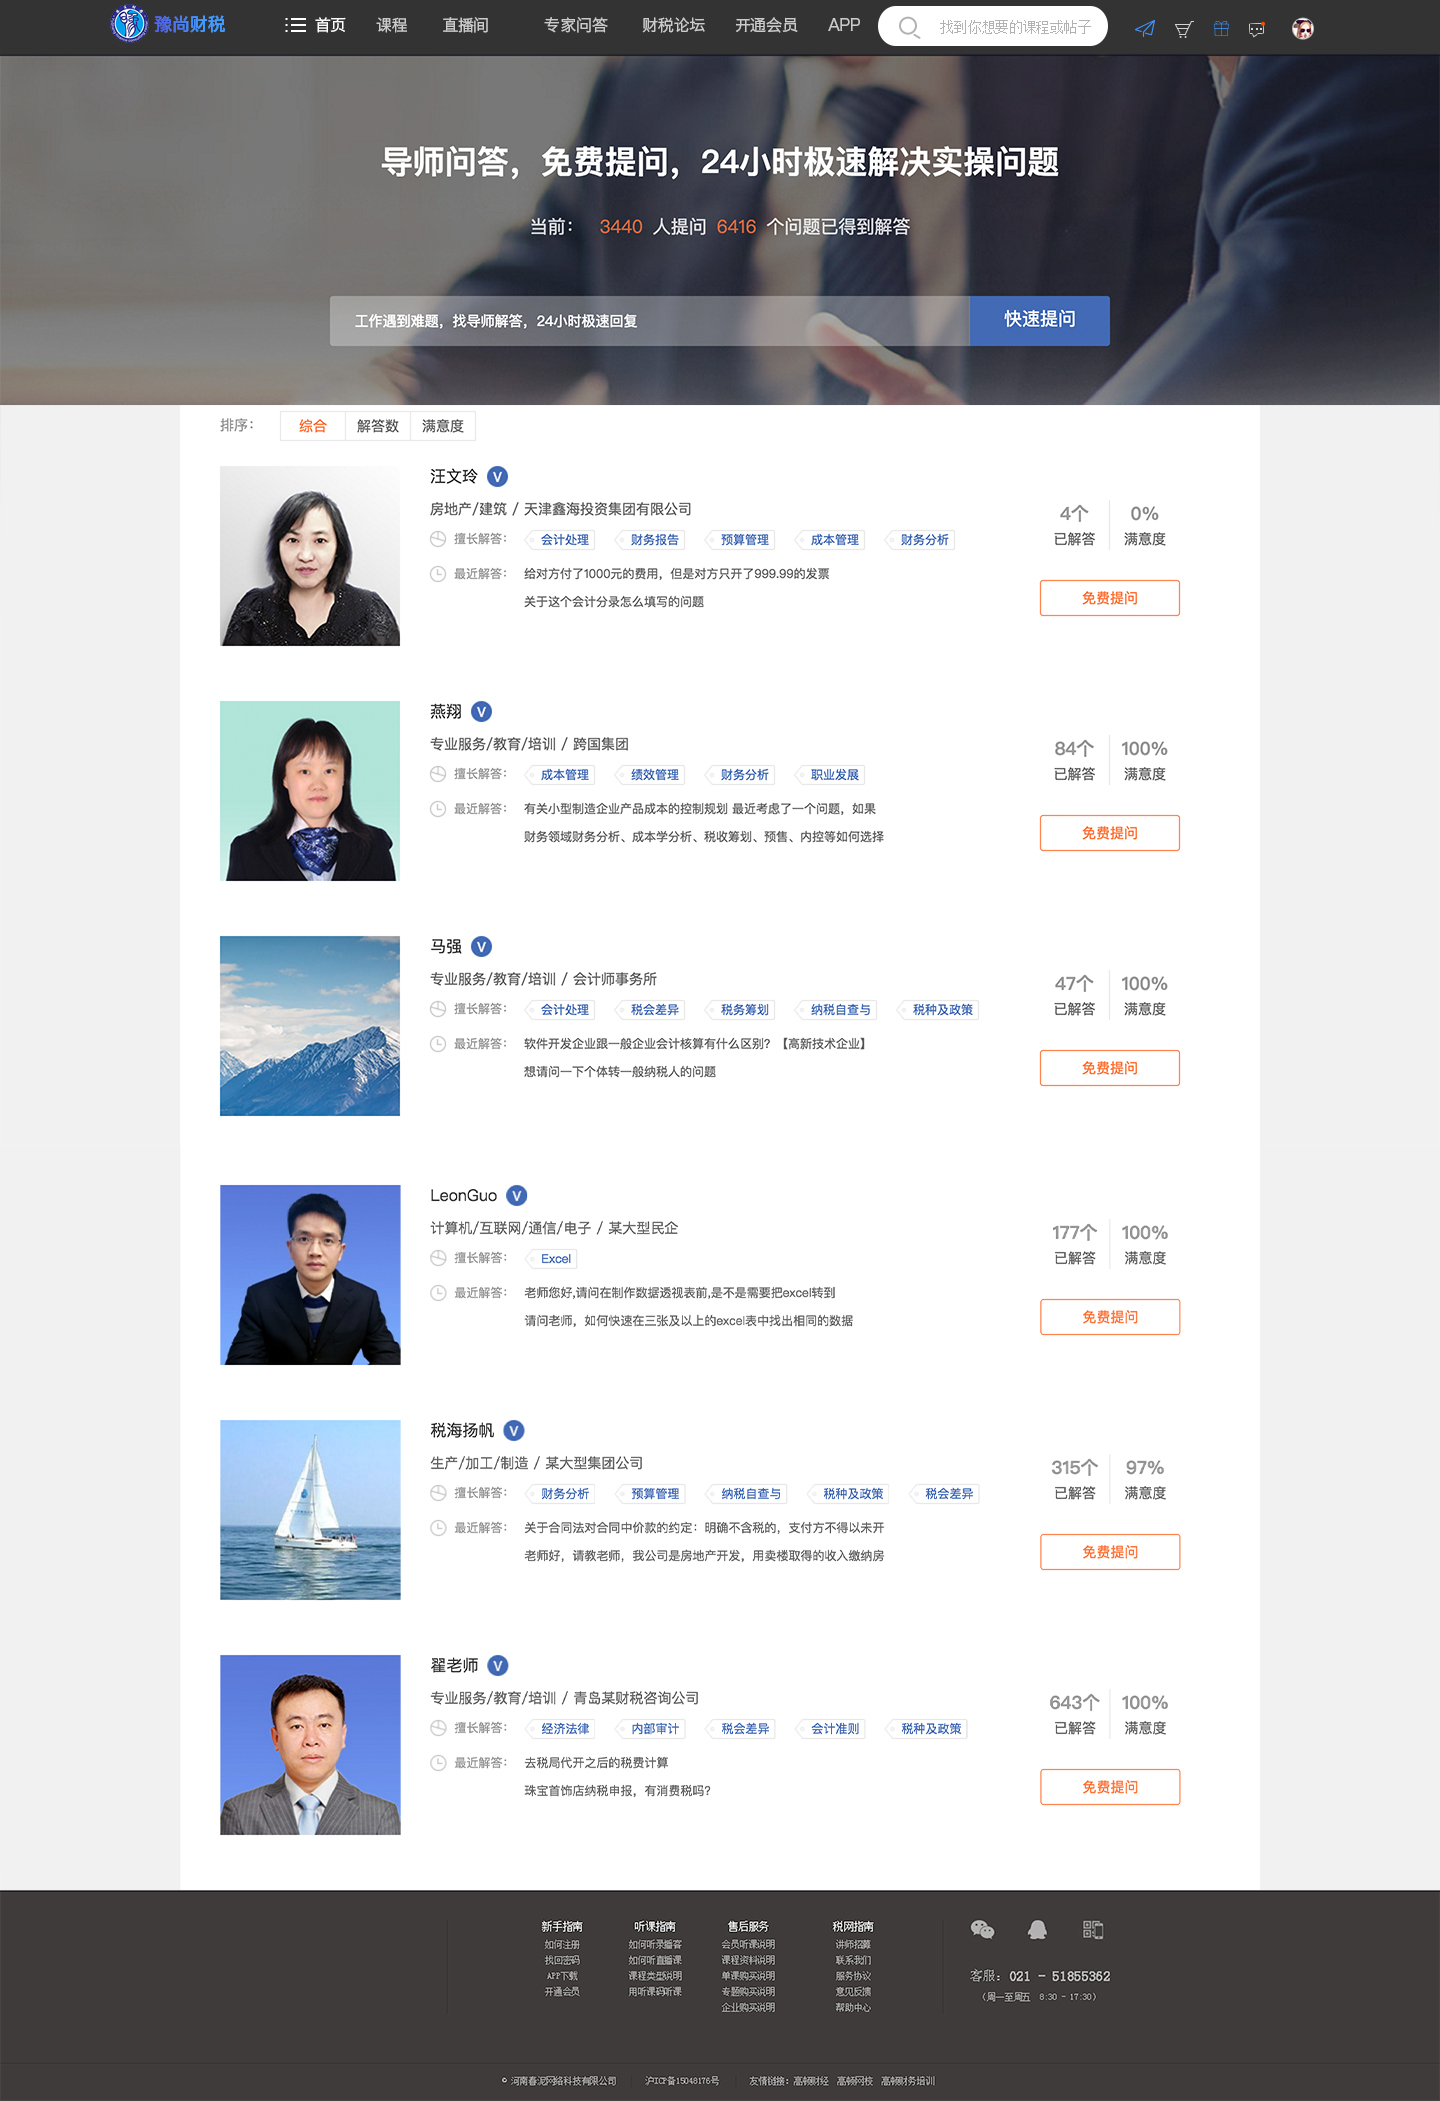 豫尚财税 首页 课程 直播间 专家问答 财税论坛 开通会员 APP 找到你想要的课程或帖子
导师问答，免费提问，24小时极速解决实操问题
当前： 3440 人提问 6416 个问题已得到解答
工作遇到难题，找导师解答，24小时极速回复 快速提问
排序： 综合 解答数 满意度
汪文玲 V
房地产/建筑 / 天津鑫海投资集团有限公司
4个 0%
擅长解答： 会计处理 财务报告 预算管理 成本管理 财务分析
已解答 满意度
最近解答： 给对方付了1000元的费用，但是对方只开了999.99的发票
关于这个会计分录怎么填写的问题
免费提问
燕翔 V
专业服务/教育/培训 / 跨国集团
84个 100%
擅长解答： 成本管理 绩效管理 财务分析 职业发展
已解答 满意度
最近解答： 有关小型制造企业产品成本的控制规划 最近考虑了一个问题，如果
财务领域财务分析、成本学分析、税收筹划、预售、内控等如何选择
免费提问
马强 V
专业服务/教育/培训 / 会计师事务所
47个 100%
擅长解答： 会计处理 税会差异 税务筹划 纳税自查与 税种及政策
已解答 满意度
最近解答： 软件开发企业跟一般企业会计核算有什么区别？【高新技术企业】
想请问一下个体转一般纳税人的问题
免费提问
LeonGuo V
计算机/互联网/通信/电子 / 某大型民企
177个 100%
擅长解答： Excel
已解答 满意度
最近解答： 老师您好,请问在制作数据透视表前,是不是需要把excel转到
请问老师，如何快速在三张及以上的excel表中找出相同的数据
免费提问
税海扬帆 V
生产/加工/制造 / 某大型集团公司
315个 97%
擅长解答： 财务分析 预算管理 纳税自查与 税种及政策 税会差异
已解答 满意度
最近解答： 关于合同法对合同中价款的约定：明确不含税的，支付方不得以未开
老师好，请教老师，我公司是房地产开发，用卖楼取得的收入缴纳房
免费提问
翟老师 V
专业服务/教育/培训 / 青岛某财税咨询公司
643个 100%
擅长解答： 经济法律 内部审计 税会差异 会计准则 税种及政策
已解答 满意度
最近解答： 去税局代开之后的税费计算
珠宝首饰店纳税申报，有消费税吗？
免费提问
新手指南 听课指南 售后服务 税网指南
如何注册 如何听录播客 会员听课说明 讲师招募
找回密码 如何听直播课 课程资料说明 联系我们
APP下载 课程类型说明 单课购买说明 服务协议
开通会员 用听课码听课 专题购买说明 意见反馈
企业购买说明 帮助中心
客服：021 - 51855362
（周一至周五 8:30 - 17:30）
© 河南春泥网络科技有限公司 沪ICP备15048176号 友情链接：高顿财经 高顿网校 高顿财务培训